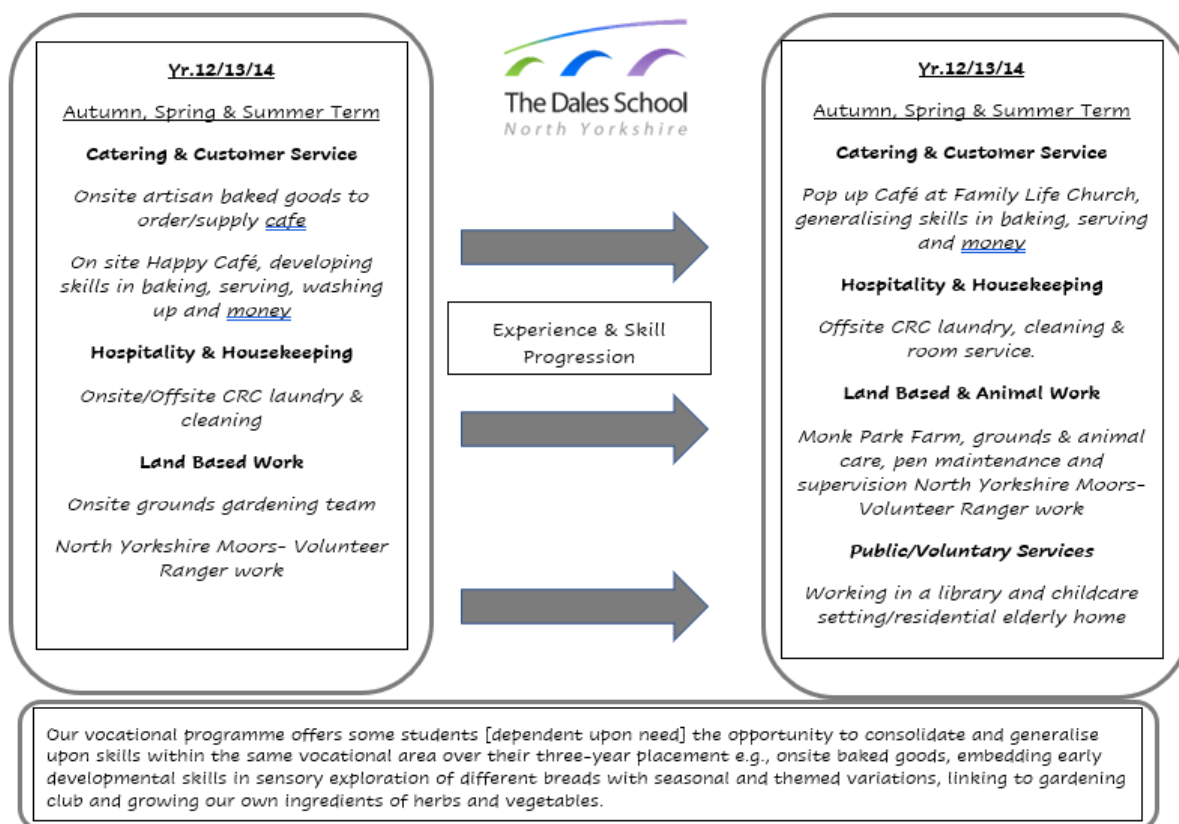 Yr.12/13/14
Autumn, Spring & Summer Term
Catering & Customer Service
Onsite artisan baked goods to
order/supply cafe
On site Happy Café, developing
skills in baking, serving, washing
up and money
Hospitality & Housekeeping
Onsite/Offsite CRC laundry &
cleaning
Land Based Work
Onsite grounds gardening team
North Yorkshire Moors- Volunteer
Ranger work
The Dales School
North Yorkshire
Experience & Skill
Progression
Yr.12/13/14
Autumn, Spring & Summer Term
Catering & Customer Service
Pop up Café at Family Life Church,
generalising skills in baking, serving
and money
Hospitality & Housekeeping
Offsite CRC laundry, cleaning &
room service.
Land Based & Animal Work
Monk Park Farm, grounds & animal
care, pen maintenance and
supervision North Yorkshire Moors-
Volunteer Ranger work
Public/Voluntary Services
Working in a library and childcare
setting/residential elderly home
Our vocational programme offers some students [dependent upon need] the opportunity to consolidate and generalise
upon skills within the same vocational area over their three-year placement e.g., onsite baked goods, embedding early
developmental skills in sensory exploration of different breads with seasonal and themed variations, linking to gardening
club and growing our own ingredients of herbs and vegetables.